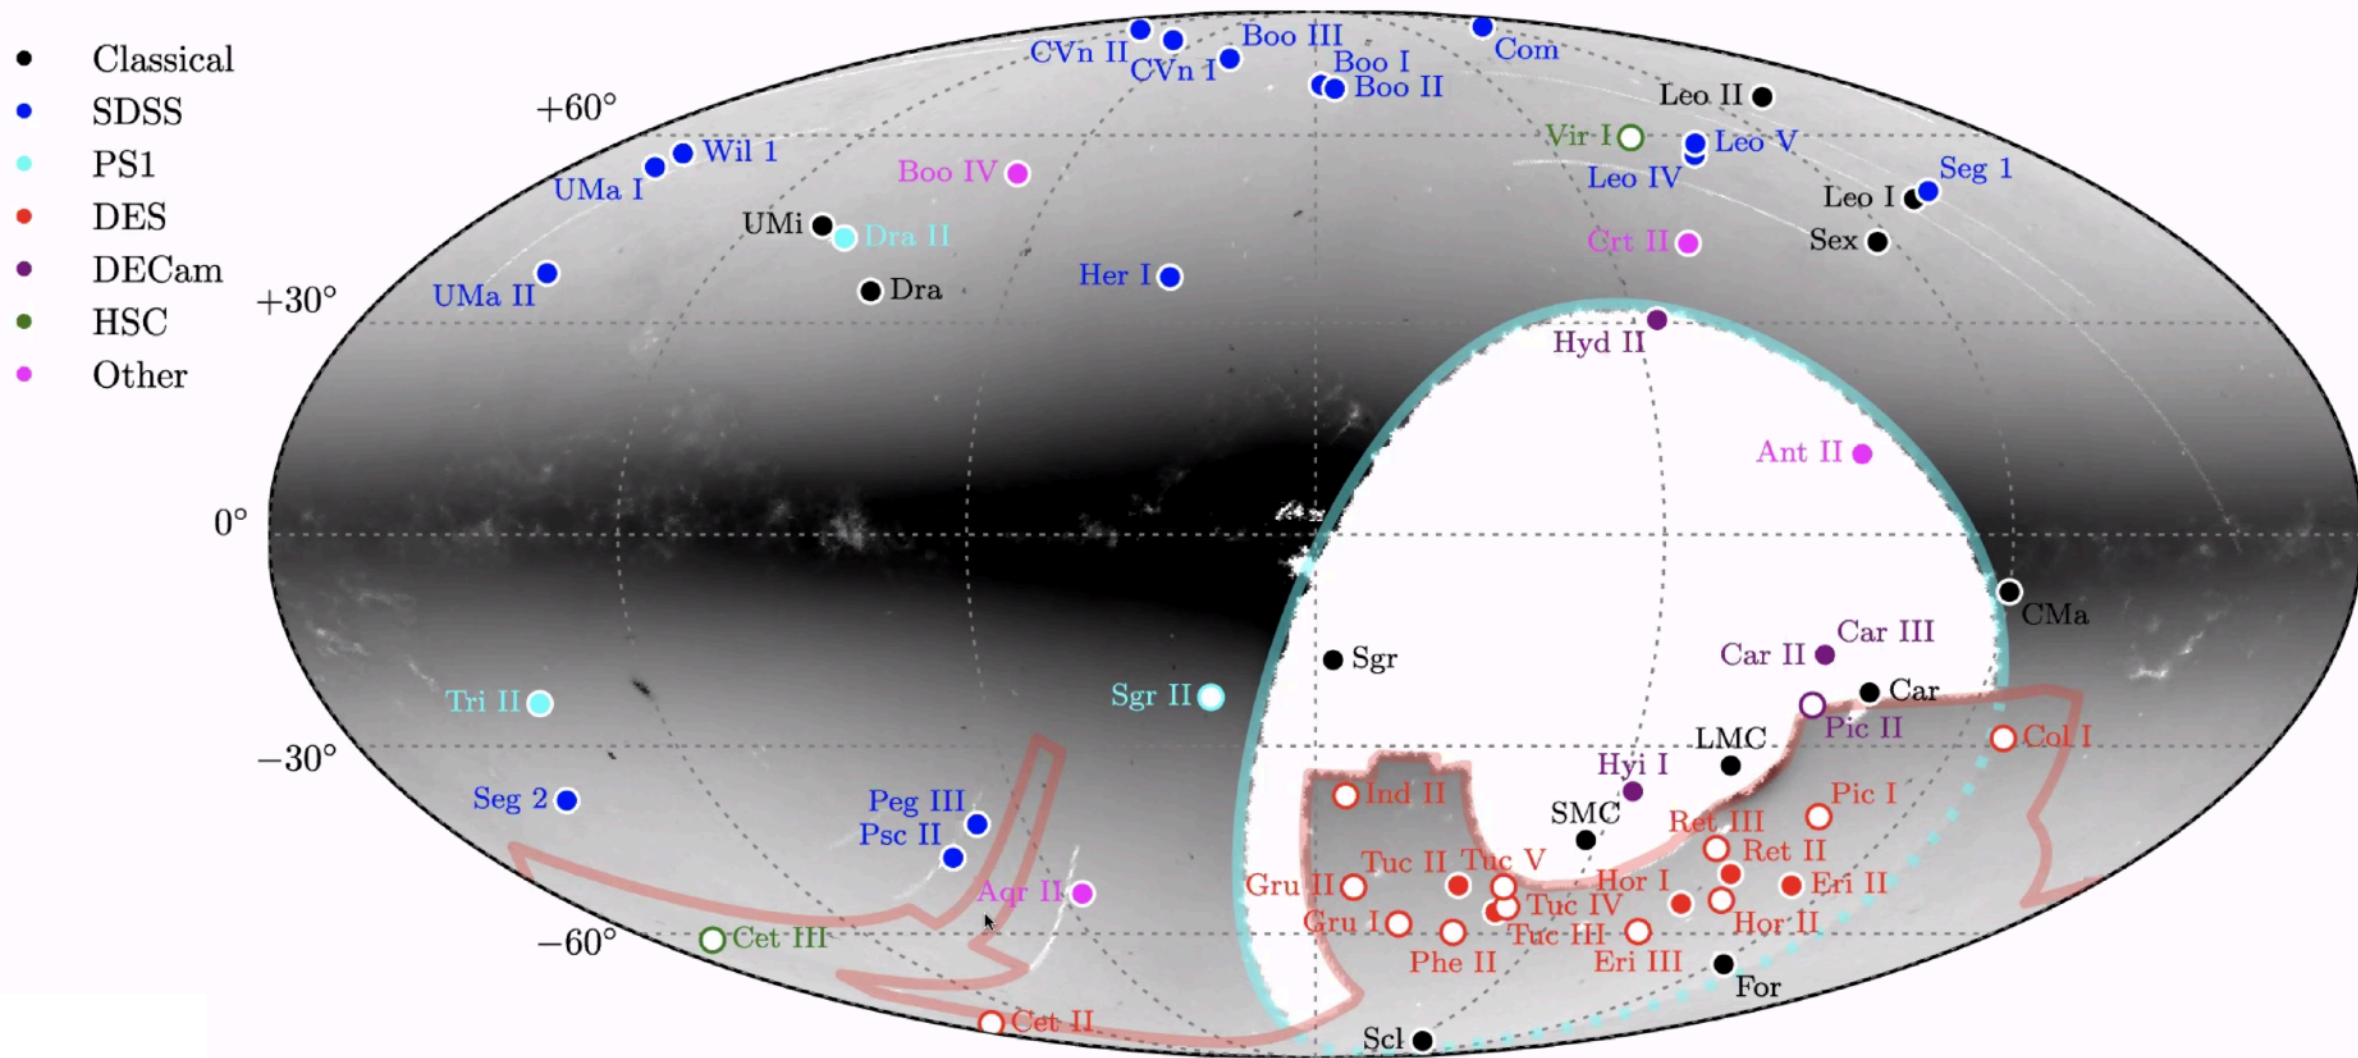 Classical
SDSS
PS1
DES
DECam
HSC
Other
+60°
+30°
0°
−30°
−60°
CVn II
CVn I
Boo III
Boo I
Boo II
Com
Leo II
Vir I
Leo V
Leo IV
Seg 1
Leo I
Sex
Crt II
Wil 1
UMa I
Boo IV
UMi
Dra II
Dra
Her I
UMa II
Hyd II
Ant II
CMa
Car III
Car II
Sgr
Car
Sgr II
Tri II
Pic II
LMC
Col I
Hyi I
Seg 2
Peg III
Psc II
Ind II
SMC
Pic I
Ret III
Ret II
Tuc II
Tuc V
Hor I
Eri II
Gru II
Aqr II
Tuc IV
Gru I
Hor II
Tuc III
Cet III
Phe II
Eri III
For
Cet II
Scl